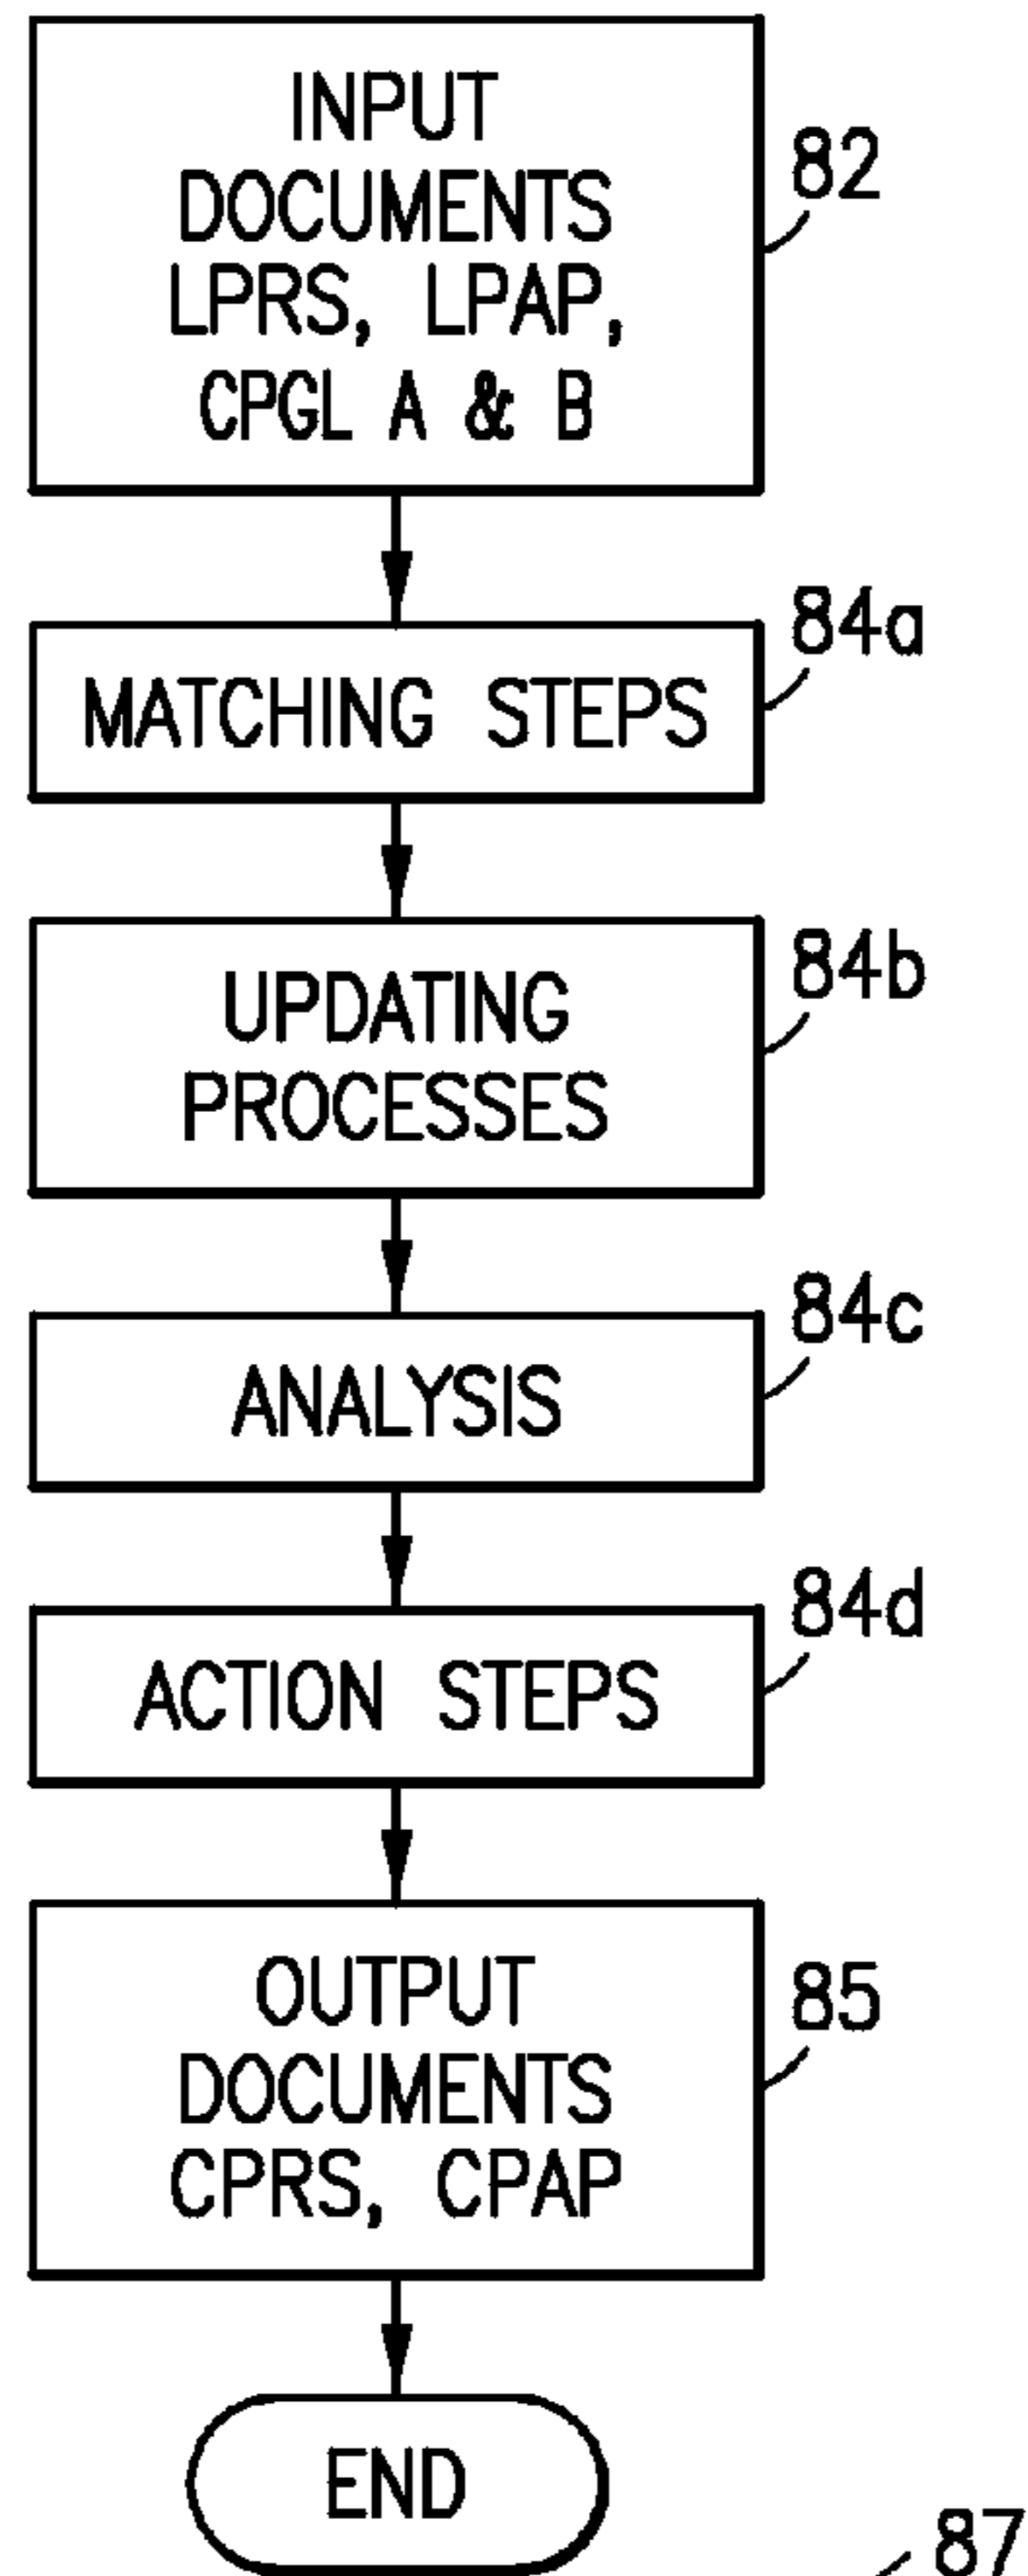 INPUT
DOCUMENTS
LPRS, LPAP,
CPGL A & B
82
MATCHING STEPS
84a
UPDATING
PROCESSES
84b
ANALYSIS
84c
ACTION STEPS
84d
OUTPUT
DOCUMENTS
CPRS, CPAP
85
END
87